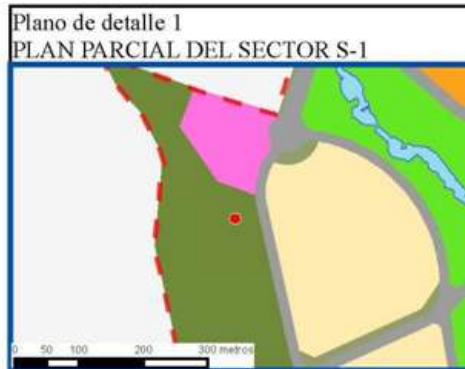 Plano de detalle 1
PLAN PARCIAL DEL SECTOR S-1
0 50 100 200 300 metros